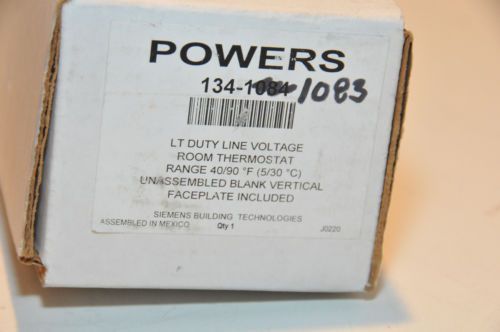 POWERS
134-1084 1083
LT DUTY LINE VOLTAGE
ROOM THERMOSTAT
RANGE 40/90 °F (5/30 °C)
UNASSEMBLED BLANK VERTICAL
FACEPLATE INCLUDED
SIEMENS BUILDING TECHNOLOGIES
ASSEMBLED IN MEXICO Qty 1 J0220